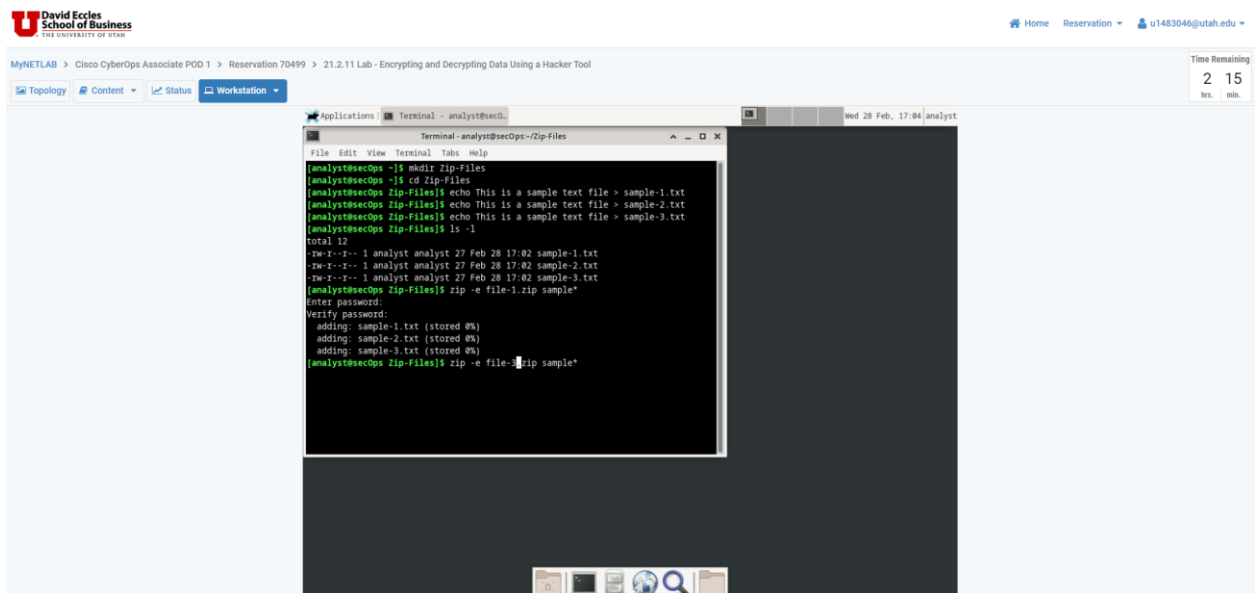 David Eccles
School of Business
THE UNIVERSITY OF UTAH
Home Reservation u1483046@utah.edu
MyNETLAB > Cisco CyberOps Associate POD 1 > Reservation 70499 > 21.2.11 Lab - Encrypting and Decrypting Data Using a Hacker Tool
Time Remaining
2 15
hrs. min.
Topology Content Status Workstation
Applications Terminal - analyst@secO... Wed 28 Feb, 17:04 analyst
Terminal - analyst@secOps:~/Zip-Files
File Edit View Terminal Tabs Help
[analyst@secOps ~]$ mkdir Zip-Files
[analyst@secOps ~]$ cd Zip-Files
[analyst@secOps Zip-Files]$ echo This is a sample text file > sample-1.txt
[analyst@secOps Zip-Files]$ echo This is a sample text file > sample-2.txt
[analyst@secOps Zip-Files]$ echo This is a sample text file > sample-3.txt
[analyst@secOps Zip-Files]$ ls -l
total 12
-rw-r--r-- 1 analyst analyst 27 Feb 28 17:02 sample-1.txt
-rw-r--r-- 1 analyst analyst 27 Feb 28 17:02 sample-2.txt
-rw-r--r-- 1 analyst analyst 27 Feb 28 17:02 sample-3.txt
[analyst@secOps Zip-Files]$ zip -e file-1.zip sample*
Enter password:
Verify password:
adding: sample-1.txt (stored 0%)
adding: sample-2.txt (stored 0%)
adding: sample-3.txt (stored 0%)
[analyst@secOps Zip-Files]$ zip -e file-3.zip sample*